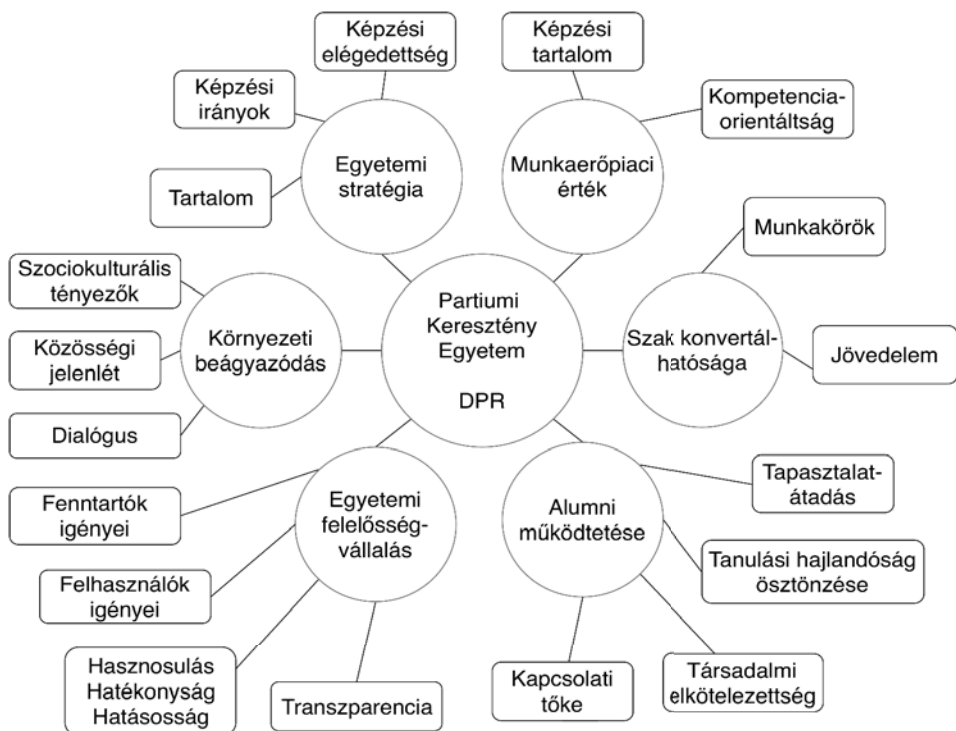 Képzési
elégedettség
Képzési
tartalom
Képzési
irányok
Kompetencia-
orientáltság
Egyetemi
stratégia
Munkaerőpiaci
érték
Tartalom
Munkakörök
Szociokulturális
tényezők
Környezeti
beágyazódás
Partiumi
Keresztény
Egyetem
DPR
Szak konvertál-
hatósága
Közösségi
jelenlét
Jövedelem
Dialógus
Tapasztalat-
átadás
Fenntartók
igényei
Egyetemi
felelősség-
vállalás
Alumni
működtetése
Tanulási hajlandóság
ösztönzése
Felhasználók
igényei
Hasznosulás
Hatékonyság
Hatásosság
Transzparencia
Kapcsolati
tőke
Társadalmi
elkötelezettség